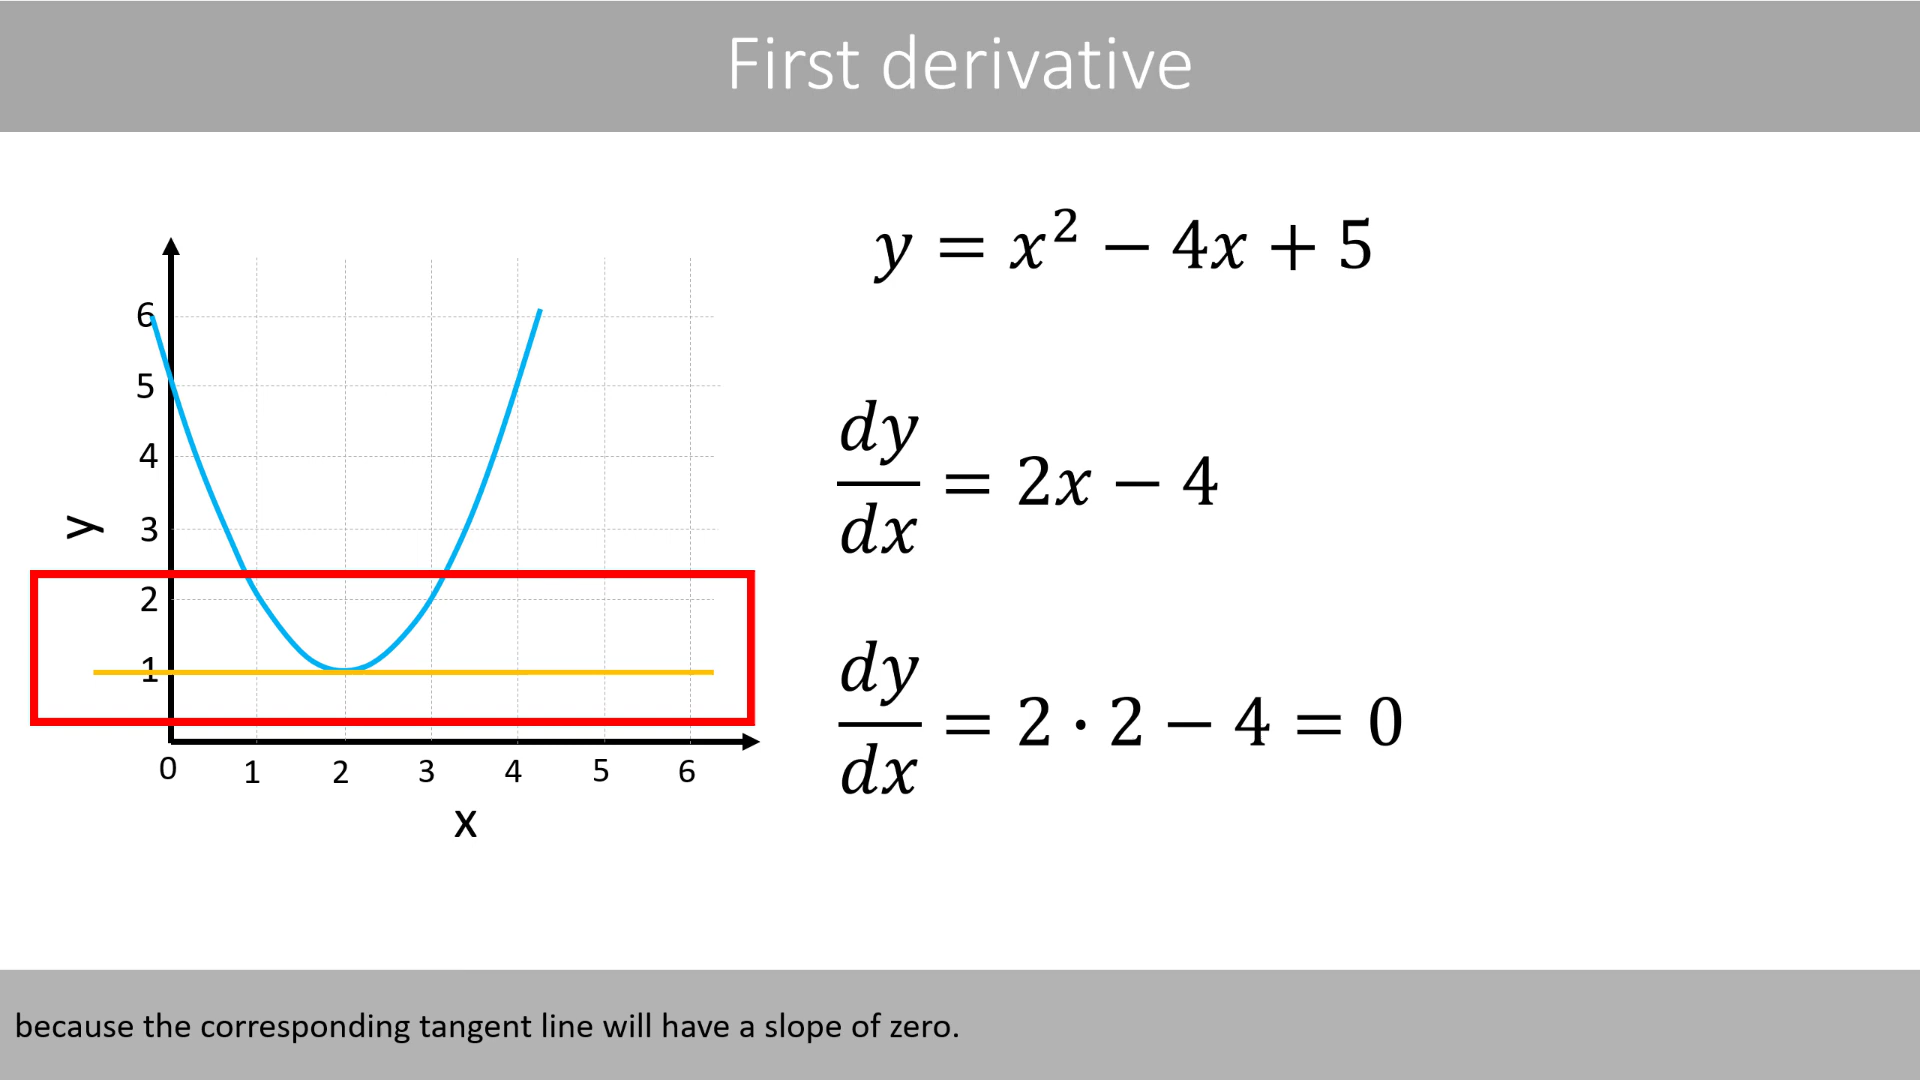 First derivative
y = x² − 4x + 5
dy/dx = 2x − 4
dy/dx = 2 · 2 − 4 = 0
6
5
4
3
2
1
y
0 1 2 3 4 5 6
x
because the corresponding tangent line will have a slope of zero.